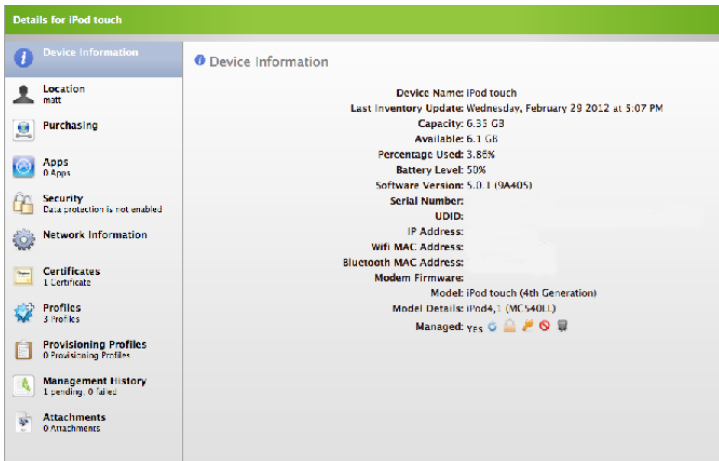 Details for iPod touch
Device Information
Location
matt
Purchasing
Apps
0 Apps
Security
Data protection is not enabled
Network Information
Certificates
1 Certificate
Profiles
3 Profiles
Provisioning Profiles
0 Provisioning Profiles
Management History
1 pending, 0 failed
Attachments
0 Attachments
Device Information
Device Name: iPod touch
Last Inventory Update: Wednesday, February 29 2012 at 5:07 PM
Capacity: 6.35 GB
Available: 6.1 GB
Percentage Used: 3.86%
Battery Level: 50%
Software Version: 5.0.1 (9A405)
Serial Number:
UDID:
IP Address:
Wifi MAC Address:
Bluetooth MAC Address:
Modem Firmware:
Model: iPod touch (4th Generation)
Model Details: iPod4,1 (MC540LL)
Managed: YES